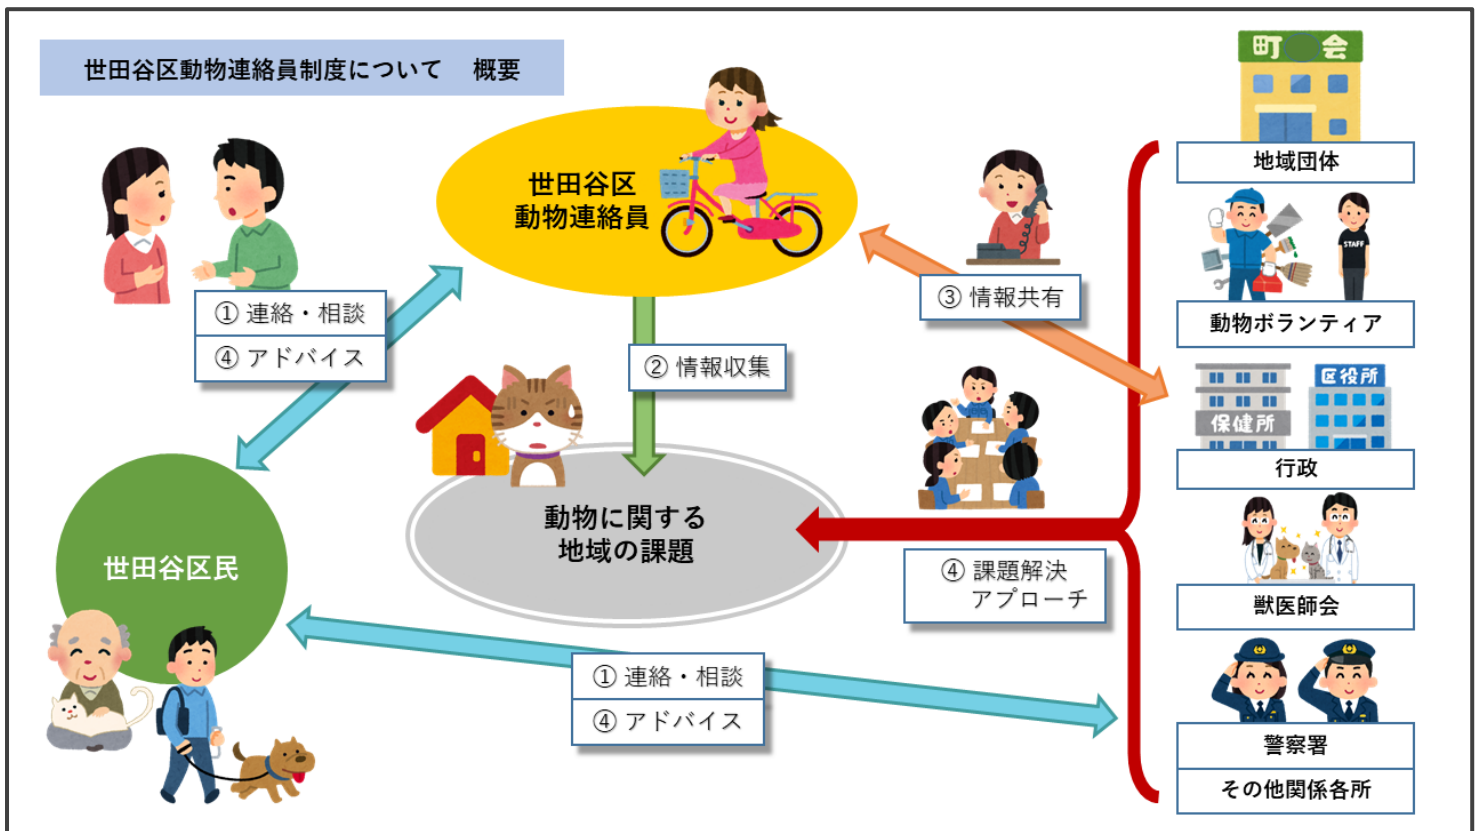 世田谷区動物連絡員制度について　概要
町会
地域団体
世田谷区
動物連絡員
STAFF
動物ボランティア
① 連絡・相談
④ アドバイス
③ 情報共有
② 情報収集
区役所
保健所
行政
動物に関する
地域の課題
世田谷区民
④ 課題解決
アプローチ
獣医師会
① 連絡・相談
④ アドバイス
警察署
その他関係各所